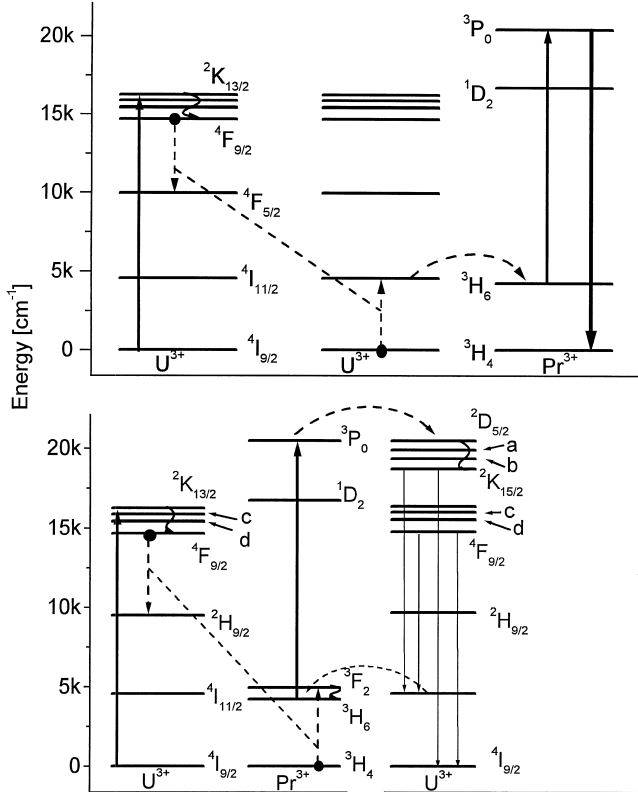 Energy [cm⁻¹]
20k
15k
10k
5k
0
²K₁₃/₂
⁴F₉/₂
⁴F₅/₂
⁴I₁₁/₂
⁴I₉/₂
U³⁺
U³⁺
³P₀
¹D₂
³H₆
³H₄
Pr³⁺
20k
15k
10k
5k
0
²K₁₃/₂
c
d
⁴F₉/₂
²H₉/₂
⁴I₁₁/₂
⁴I₉/₂
U³⁺
³P₀
¹D₂
³F₂
³H₆
³H₄
Pr³⁺
²D₅/₂
a
b
²K₁₅/₂
c
d
⁴F₉/₂
²H₉/₂
⁴I₉/₂
U³⁺